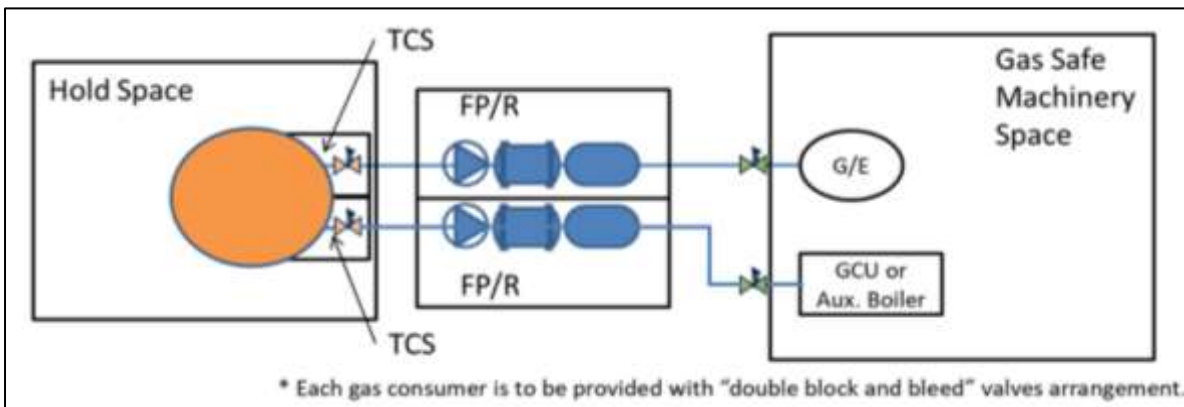 TCS
Hold Space
FP/R
Gas Safe
Machinery
Space
G/E
FP/R
GCU or
Aux. Boiler
TCS
* Each gas consumer is to be provided with "double block and bleed" valves arrangement.